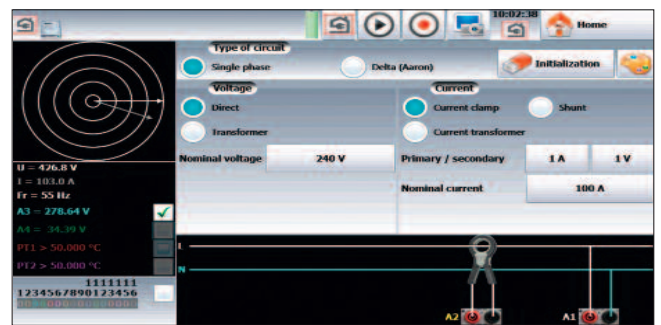 10:02:38
Home
Type of circuit
Single phase
Delta (Aaron)
Initialization
Voltage
Current
Direct
Current clamp
Shunt
Transformer
Current transformer
Nominal voltage
240 V
Primary / secondary
1 A
1 V
Nominal current
100 A
U = 426.8 V
I = 103.0 A
Fr = 55 Hz
A3 = 278.64 V
A4 = 34.39 V
PT1 > 50.000 °C
PT2 > 50.000 °C
1111111
1234567890123456
L
N
A2
A1